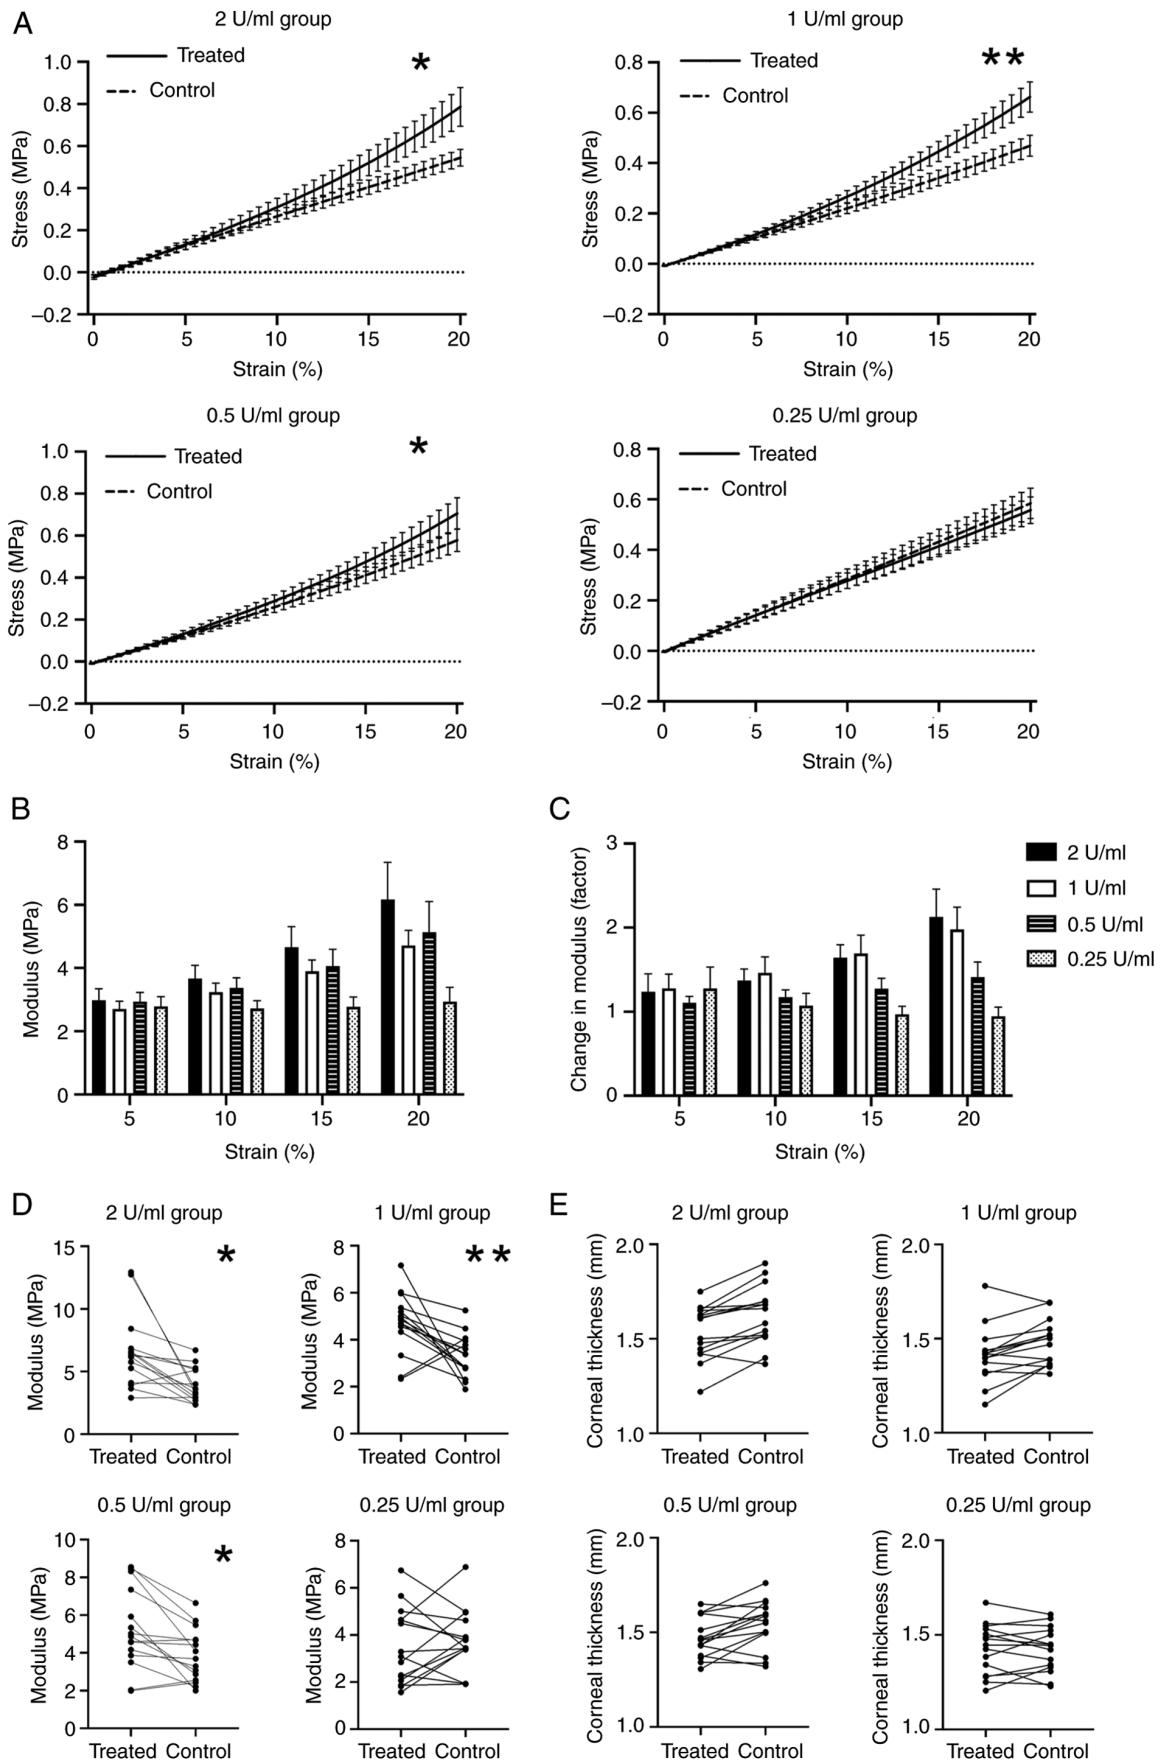 A
2 U/ml group
1.0
0.8
0.6
0.4
0.2
0.0
−0.2
Stress (MPa)
Treated
Control
*
0 5 10 15 20
Strain (%)
1 U/ml group
0.8
0.6
0.4
0.2
0.0
−0.2
Stress (MPa)
Treated
Control
**
0 5 10 15 20
Strain (%)
0.5 U/ml group
1.0
0.8
0.6
0.4
0.2
0.0
−0.2
Stress (MPa)
Treated
Control
*
0 5 10 15 20
Strain (%)
0.25 U/ml group
0.8
0.6
0.4
0.2
0.0
−0.2
Stress (MPa)
Treated
Control
0 5 10 15 20
Strain (%)
B
8
6
4
2
0
Modulus (MPa)
5 10 15 20
Strain (%)
C
3
2
1
0
Change in modulus (factor)
5 10 15 20
Strain (%)
2 U/ml
1 U/ml
0.5 U/ml
0.25 U/ml
D
2 U/ml group
15
10
5
0
Modulus (MPa)
*
Treated Control
1 U/ml group
8
6
4
2
0
Modulus (MPa)
**
Treated Control
E
2 U/ml group
2.0
1.5
1.0
Corneal thickness (mm)
Treated Control
1 U/ml group
2.0
1.5
1.0
Corneal thickness (mm)
Treated Control
0.5 U/ml group
10
8
6
4
2
0
Modulus (MPa)
*
Treated Control
0.25 U/ml group
8
6
4
2
0
Modulus (MPa)
Treated Control
0.5 U/ml group
2.0
1.5
1.0
Corneal thickness (mm)
Treated Control
0.25 U/ml group
2.0
1.5
1.0
Corneal thickness (mm)
Treated Control